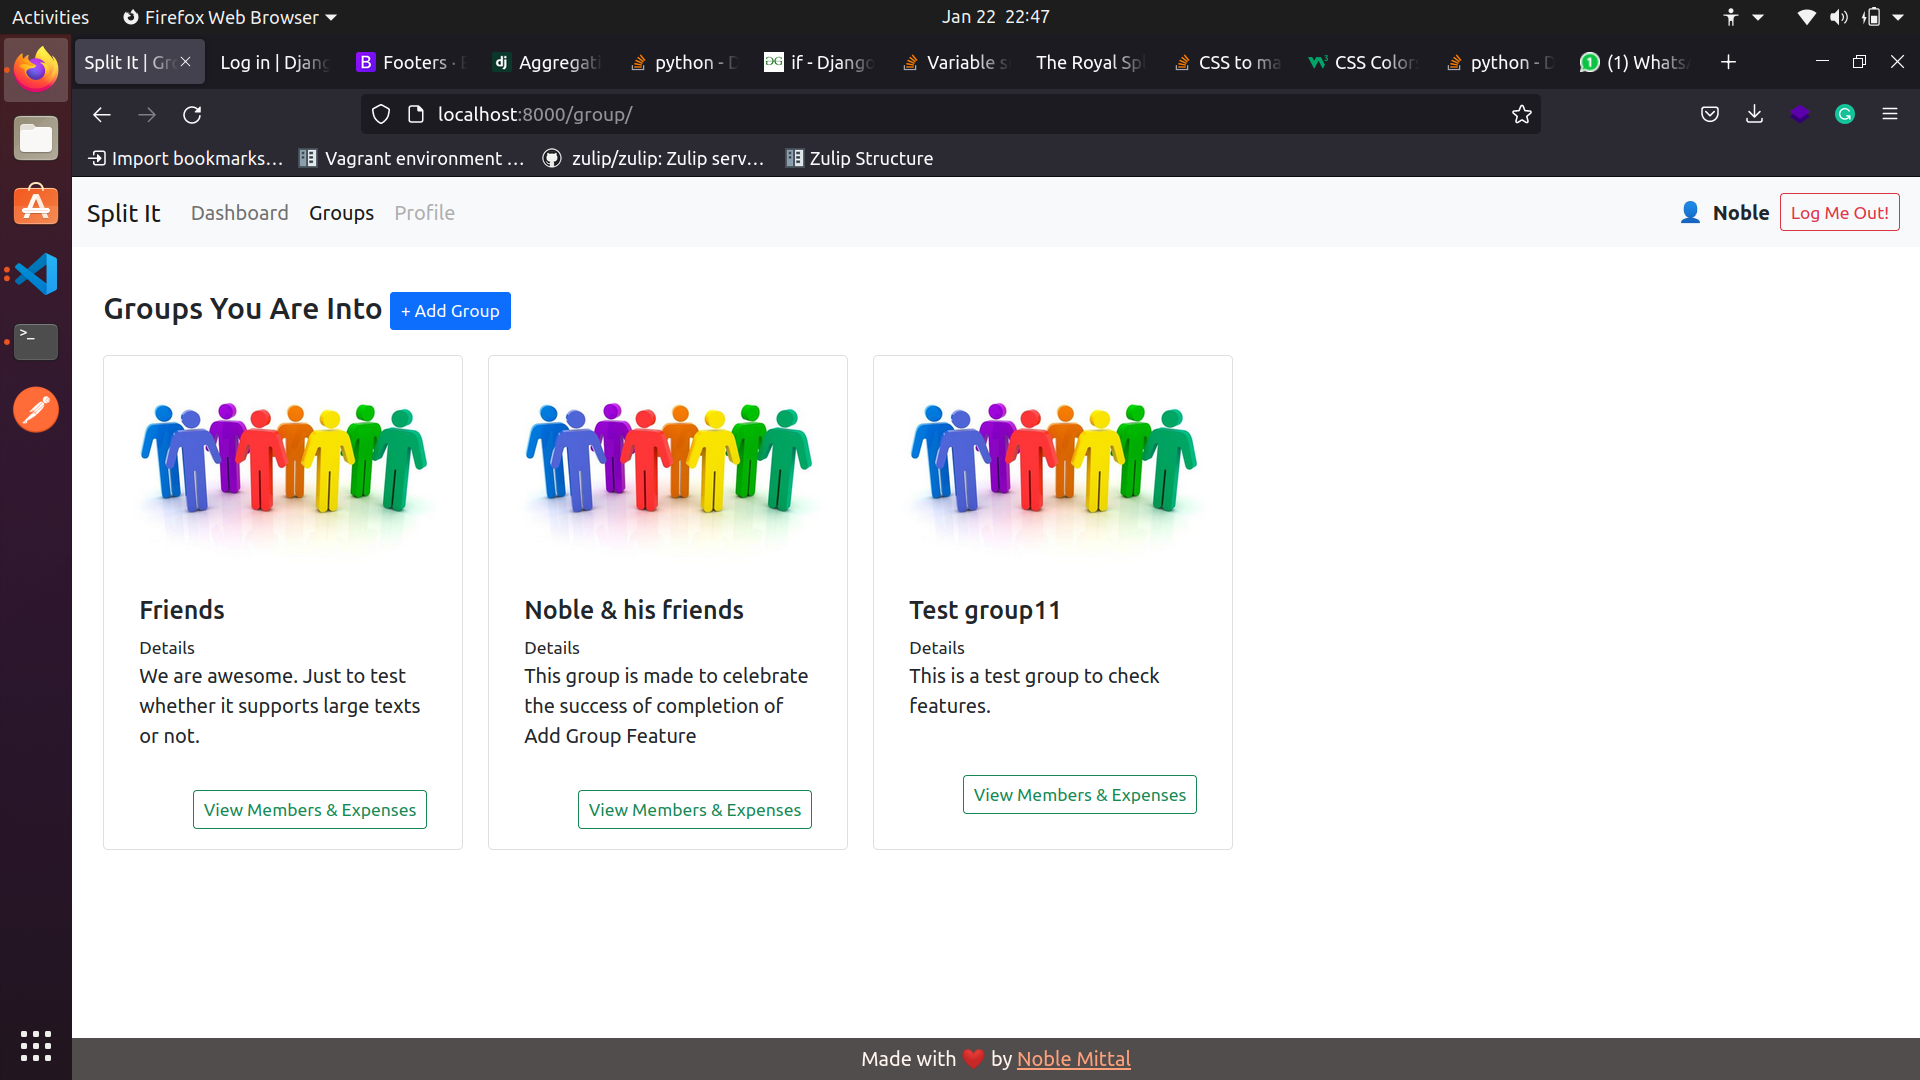 Activities Firefox Web Browser Jan 22 22:47
Split It | Gro Log in | Djang Footers · Aggregati python - D if - Django Variable s The Royal Spl CSS to ma CSS Color python - D (1) Whats
localhost:8000/group/
Import bookmarks... Vagrant environment ... zulip/zulip: Zulip serv... Zulip Structure
Split It Dashboard Groups Profile Noble Log Me Out!
Groups You Are Into + Add Group
Friends
Details
We are awesome. Just to test
whether it supports large texts
or not.
View Members & Expenses
Noble & his friends
Details
This group is made to celebrate
the success of completion of
Add Group Feature
View Members & Expenses
Test group11
Details
This is a test group to check
features.
View Members & Expenses
Made with ❤️ by Noble Mittal